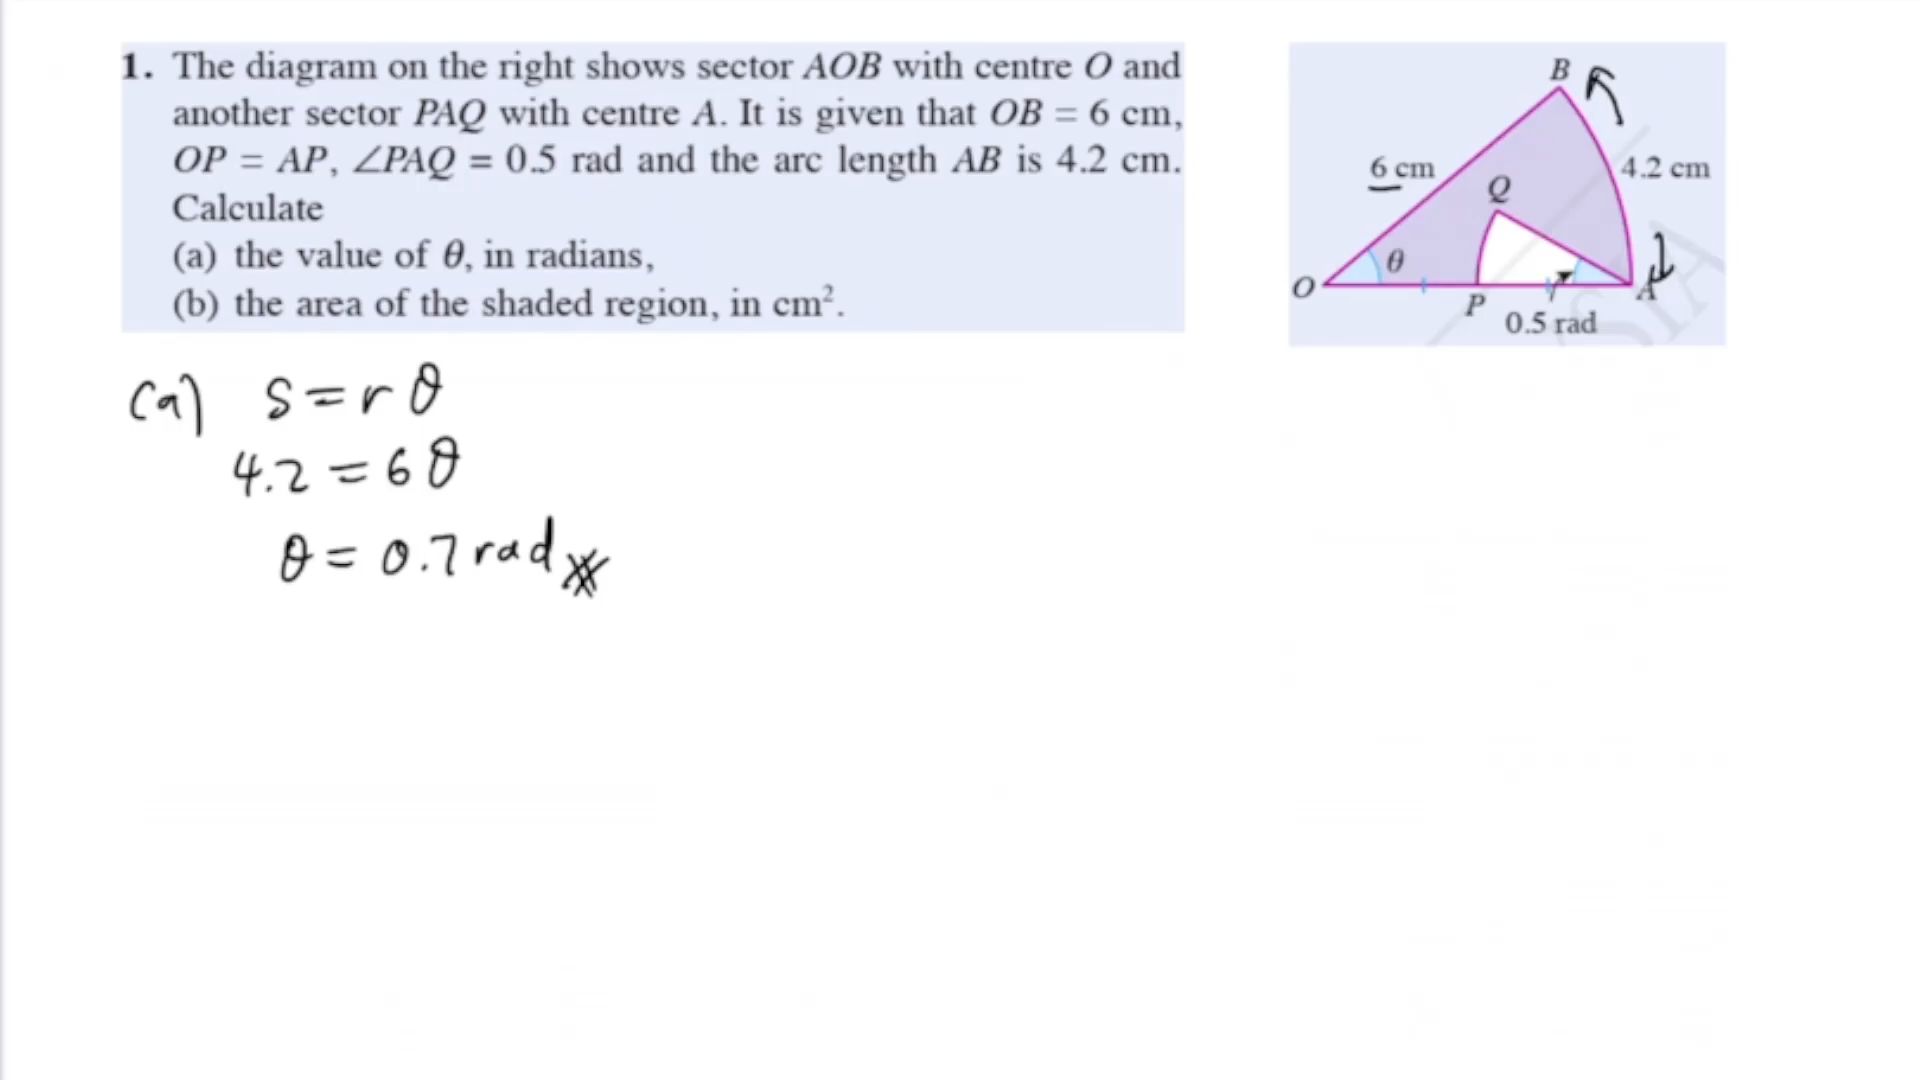 1. The diagram on the right shows sector AOB with centre O and
another sector PAQ with centre A. It is given that OB = 6 cm,
OP = AP, ∠PAQ = 0.5 rad and the arc length AB is 4.2 cm.
Calculate
(a) the value of θ, in radians,
(b) the area of the shaded region, in cm².
B
6 cm
4.2 cm
Q
θ
O
P
A
0.5 rad
(a) s = r θ
4.2 = 6 θ
θ = 0.7 rad